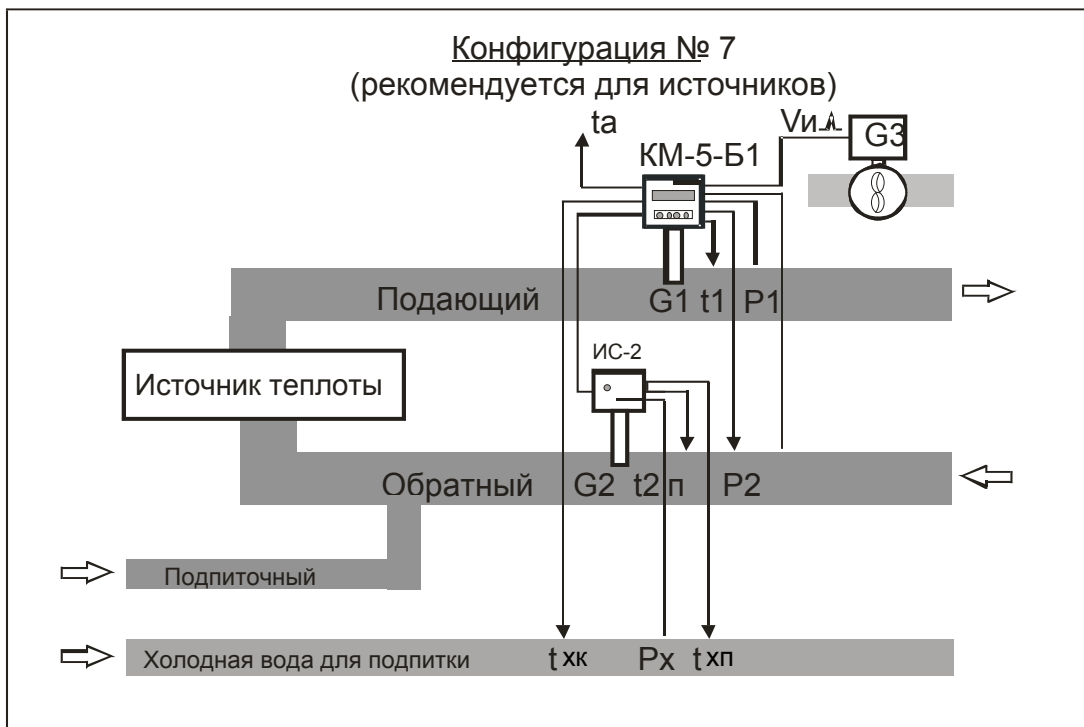 Конфигурация № 7
(рекомендуется для источников)
ta
Vи
G3
КМ-5-Б1
Подающий G1 t1 P1
ИС-2
Источник теплоты
Обратный G2 t2 п P2
Подпиточный
Холодная вода для подпитки t хк Px t хп